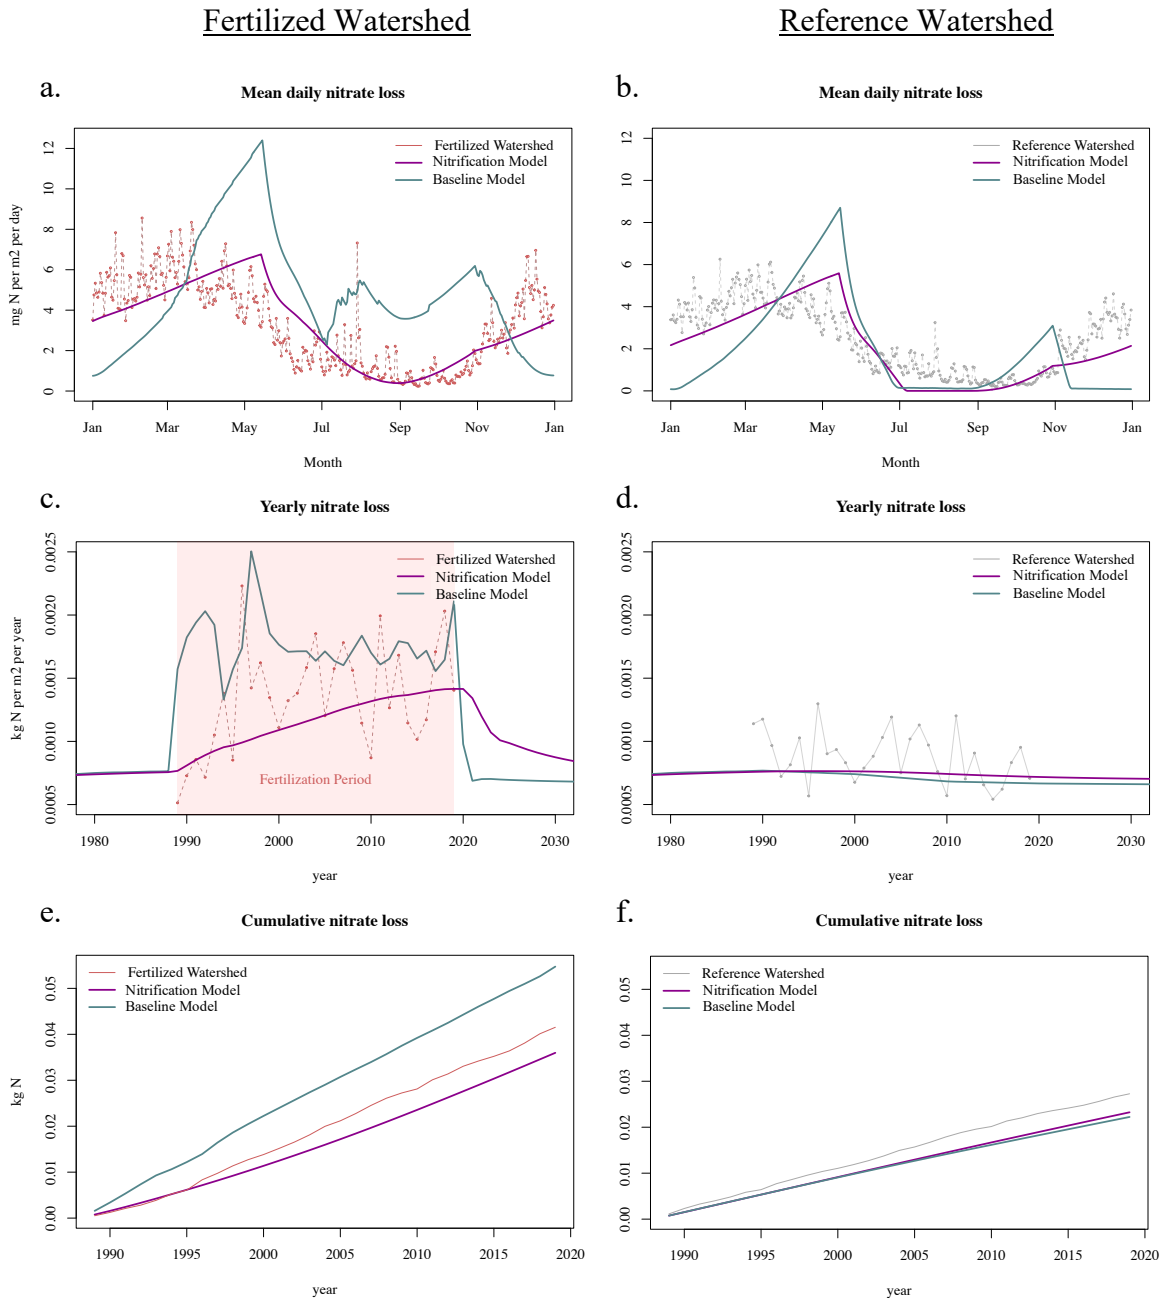 Fertilized Watershed
Reference Watershed
a.
Mean daily nitrate loss
Fertilized Watershed
Nitrification Model
Baseline Model
mg N per m2 per day
0 2 4 6 8 10 12
Jan Mar May Jul Sep Nov Jan
Month
b.
Mean daily nitrate loss
Reference Watershed
Nitrification Model
Baseline Model
0 2 4 6 8 10 12
Jan Mar May Jul Sep Nov Jan
Month
c.
Yearly nitrate loss
Fertilized Watershed
Nitrification Model
Baseline Model
Fertilization Period
kg N per m2 per year
0.0005 0.0010 0.0015 0.0020 0.0025
1980 1990 2000 2010 2020 2030
year
d.
Yearly nitrate loss
Reference Watershed
Nitrification Model
Baseline Model
0.0005 0.0010 0.0015 0.0020 0.0025
1980 1990 2000 2010 2020 2030
year
e.
Cumulative nitrate loss
Fertilized Watershed
Nitrification Model
Baseline Model
kg N
0.00 0.01 0.02 0.03 0.04 0.05
1990 1995 2000 2005 2010 2015 2020
year
f.
Cumulative nitrate loss
Reference Watershed
Nitrification Model
Baseline Model
0.00 0.01 0.02 0.03 0.04 0.05
1990 1995 2000 2005 2010 2015 2020
year